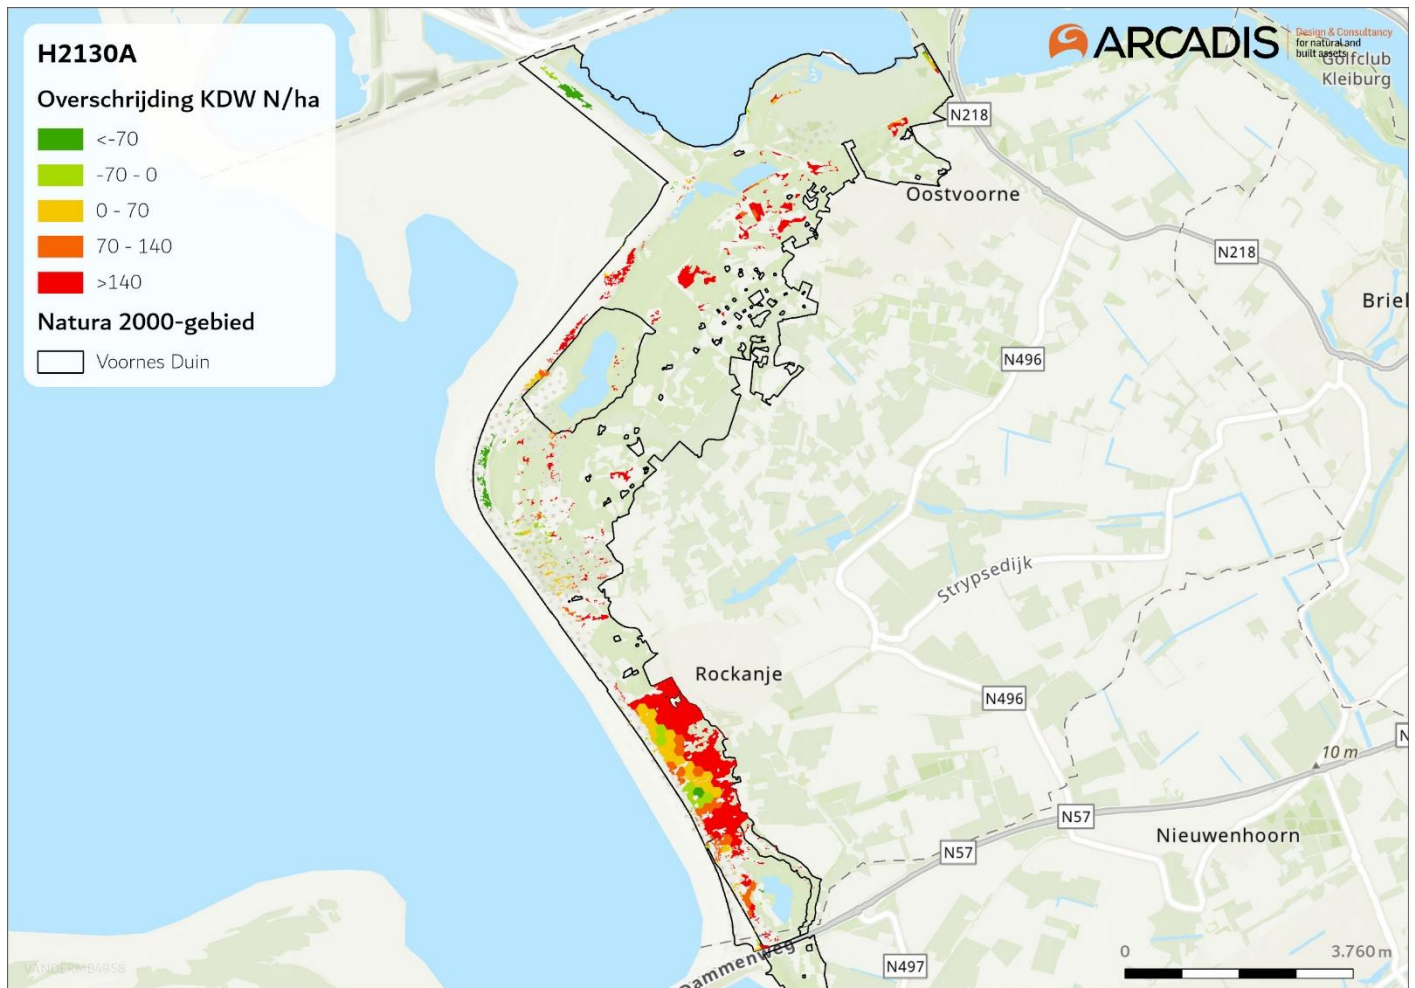 H2130A
Overschrijding KDW N/ha
<-70
-70 - 0
0 - 70
70 - 140
>140
Natura 2000-gebied
Voornes Duin
ARCADIS
Design & Consultancy
for natural and
built assets
Golfclub
Kleiburg
N218
Oostvoorne
N218
Briel
N496
Strypsedijk
Rockanje
N496
10 m
N
N57
Nieuwenhoorn
N57
Dammenweg
N497
0
3.760 m
VANDERMB4958